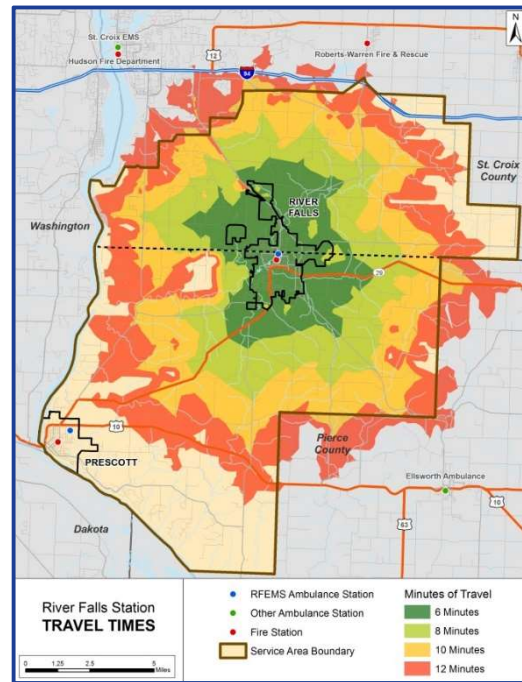 St. Croix EMS
Hudson Fire Department
12
94
Roberts-Warren Fire & Rescue
N
St. Croix
County
Washington
RIVER
FALLS
29
10
PRESCOTT
Pierce
County
Ellsworth Ambulance
10
63
Dakota
River Falls Station
TRAVEL TIMES
0 1.25 2.5 5
Miles
RFEMS Ambulance Station
Other Ambulance Station
Fire Station
Service Area Boundary
Minutes of Travel
6 Minutes
8 Minutes
10 Minutes
12 Minutes